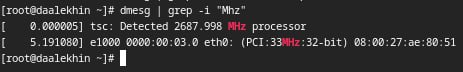 [root@daalekhin ~]# dmesg | grep -i "Mhz"
[    0.000005] tsc: Detected 2687.998 MHz processor
[    5.191080] e1000 0000:00:03.0 eth0: (PCI:33MHz:32-bit) 08:00:27:ae:80:51
[root@daalekhin ~]#